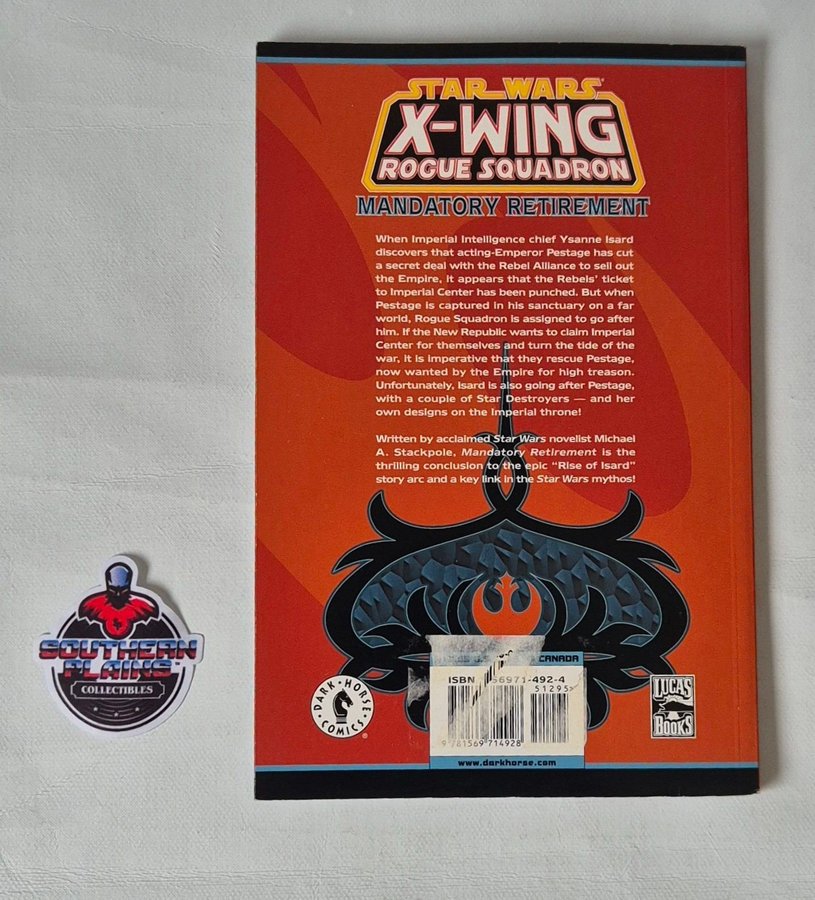 STAR WARS
X-WING
ROGUE SQUADRON
MANDATORY RETIREMENT
When Imperial Intelligence chief Ysanne Isard
discovers that acting-Emperor Pestage has cut
a secret deal with the Rebel Alliance to sell out
the Empire, it appears that the Rebels' ticket
to Imperial Center has been punched. But when
Pestage is captured in his sanctuary on a far
world, Rogue Squadron is assigned to go after
him. If the New Republic wants to claim Imperial
Center for themselves and turn the tide of the
war, it is imperative that they rescue Pestage,
now wanted by the Empire for high treason.
Unfortunately, Isard is also going after Pestage,
with a couple of Star Destroyers — and her
own designs on the Imperial throne!
Written by acclaimed Star Wars novelist Michael
A. Stackpole, Mandatory Retirement is the
thrilling conclusion to the epic "Rise of Isard"
story arc and a key link in the Star Wars mythos!
SOUTHERN
PLAINS™
COLLECTIBLES
DARK HORSE
COMICS
®
CANADA
ISBN 56971-492-4
51295
9 781569 714928
www.darkhorse.com
LUCAS
BOOKS